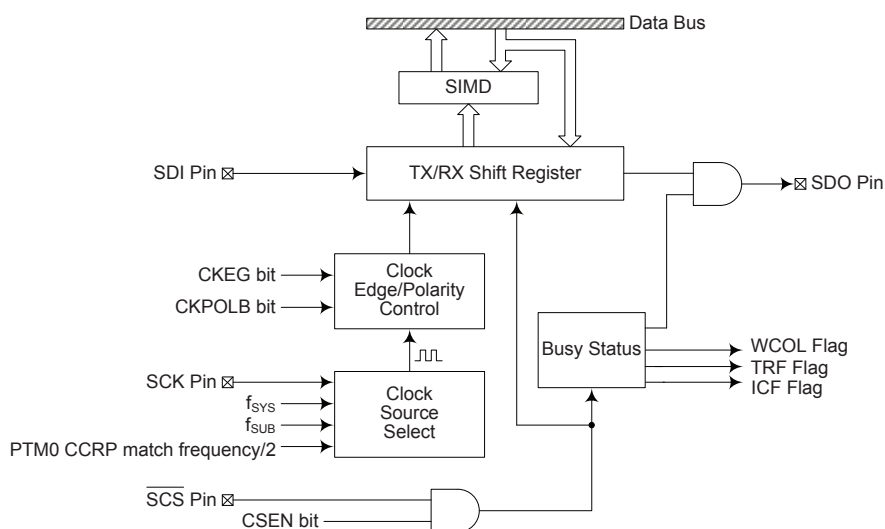 Data Bus
SIMD
SDI Pin
TX/RX Shift Register
SDO Pin
CKEG bit
CKPOLB bit
Clock
Edge/Polarity
Control
Busy Status
WCOL Flag
TRF Flag
ICF Flag
SCK Pin
fSYS
fSUB
PTM0 CCRP match frequency/2
Clock
Source
Select
SCS Pin
CSEN bit